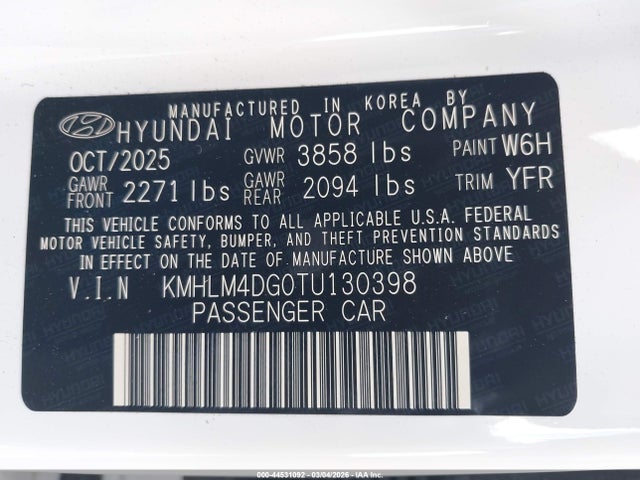 MANUFACTURED IN KOREA BY
HYUNDAI MOTOR COMPANY
OCT/2025 GVWR 3858 lbs PAINT W6H
GAWR FRONT 2271 lbs GAWR REAR 2094 lbs TRIM YFR
THIS VEHICLE CONFORMS TO ALL APPLICABLE U.S.A. FEDERAL
MOTOR VEHICLE SAFETY, BUMPER, AND THEFT PREVENTION STANDARDS
IN EFFECT ON THE DATE OF MANUFACTURE SHOWN ABOVE
V.I.N KMHLM4DG0TU130398
PASSENGER CAR
000-44531092 - 03/04/2026 - IAA Inc.